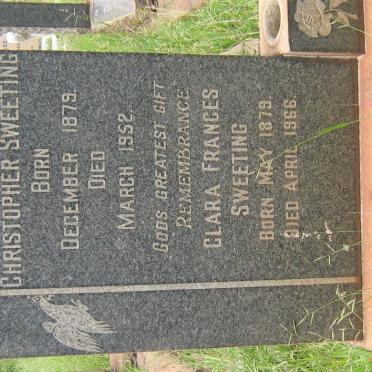 CHRISTOPHER SWEETING
BORN
DECEMBER 1879.
DIED
MARCH 1952.
GODS GREATEST GIFT
REMEMBRANCE.
CLARA FRANCES
SWEETING
BORN MAY 1879.
DIED APRIL 1966